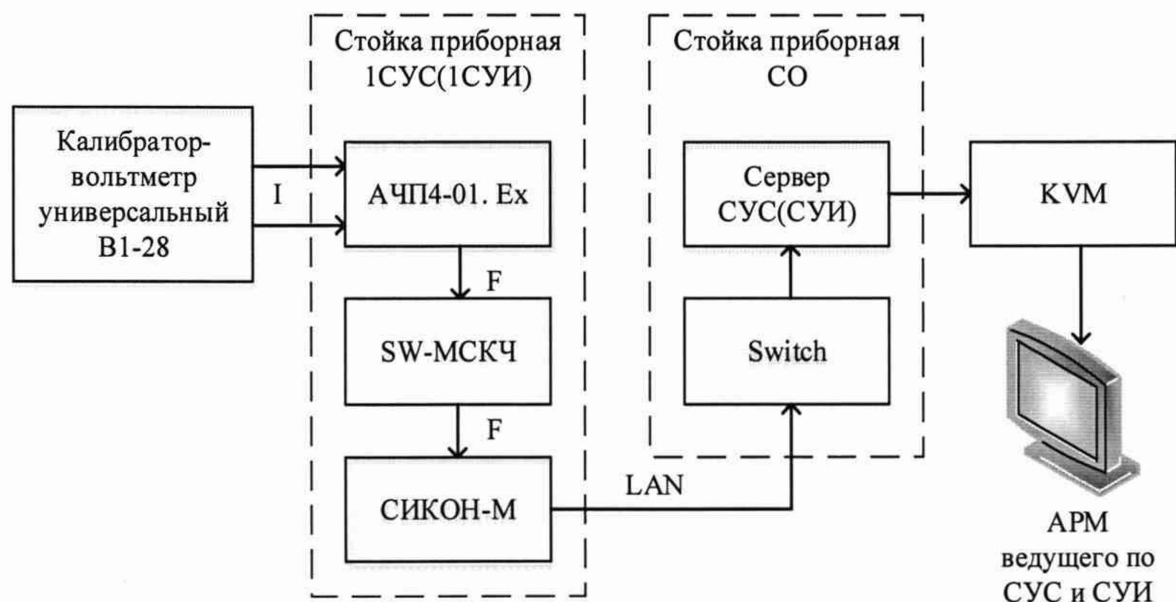 Калибратор-
вольтметр
универсальный
В1-28
I
Стойка приборная
1СУС(1СУИ)
АЧП4-01. Ex
F
SW-МСКЧ
F
СИКОН-М
LAN
Стойка приборная
СО
Сервер
СУС(СУИ)
Switch
KVM
АРМ
ведущего по
СУС и СУИ